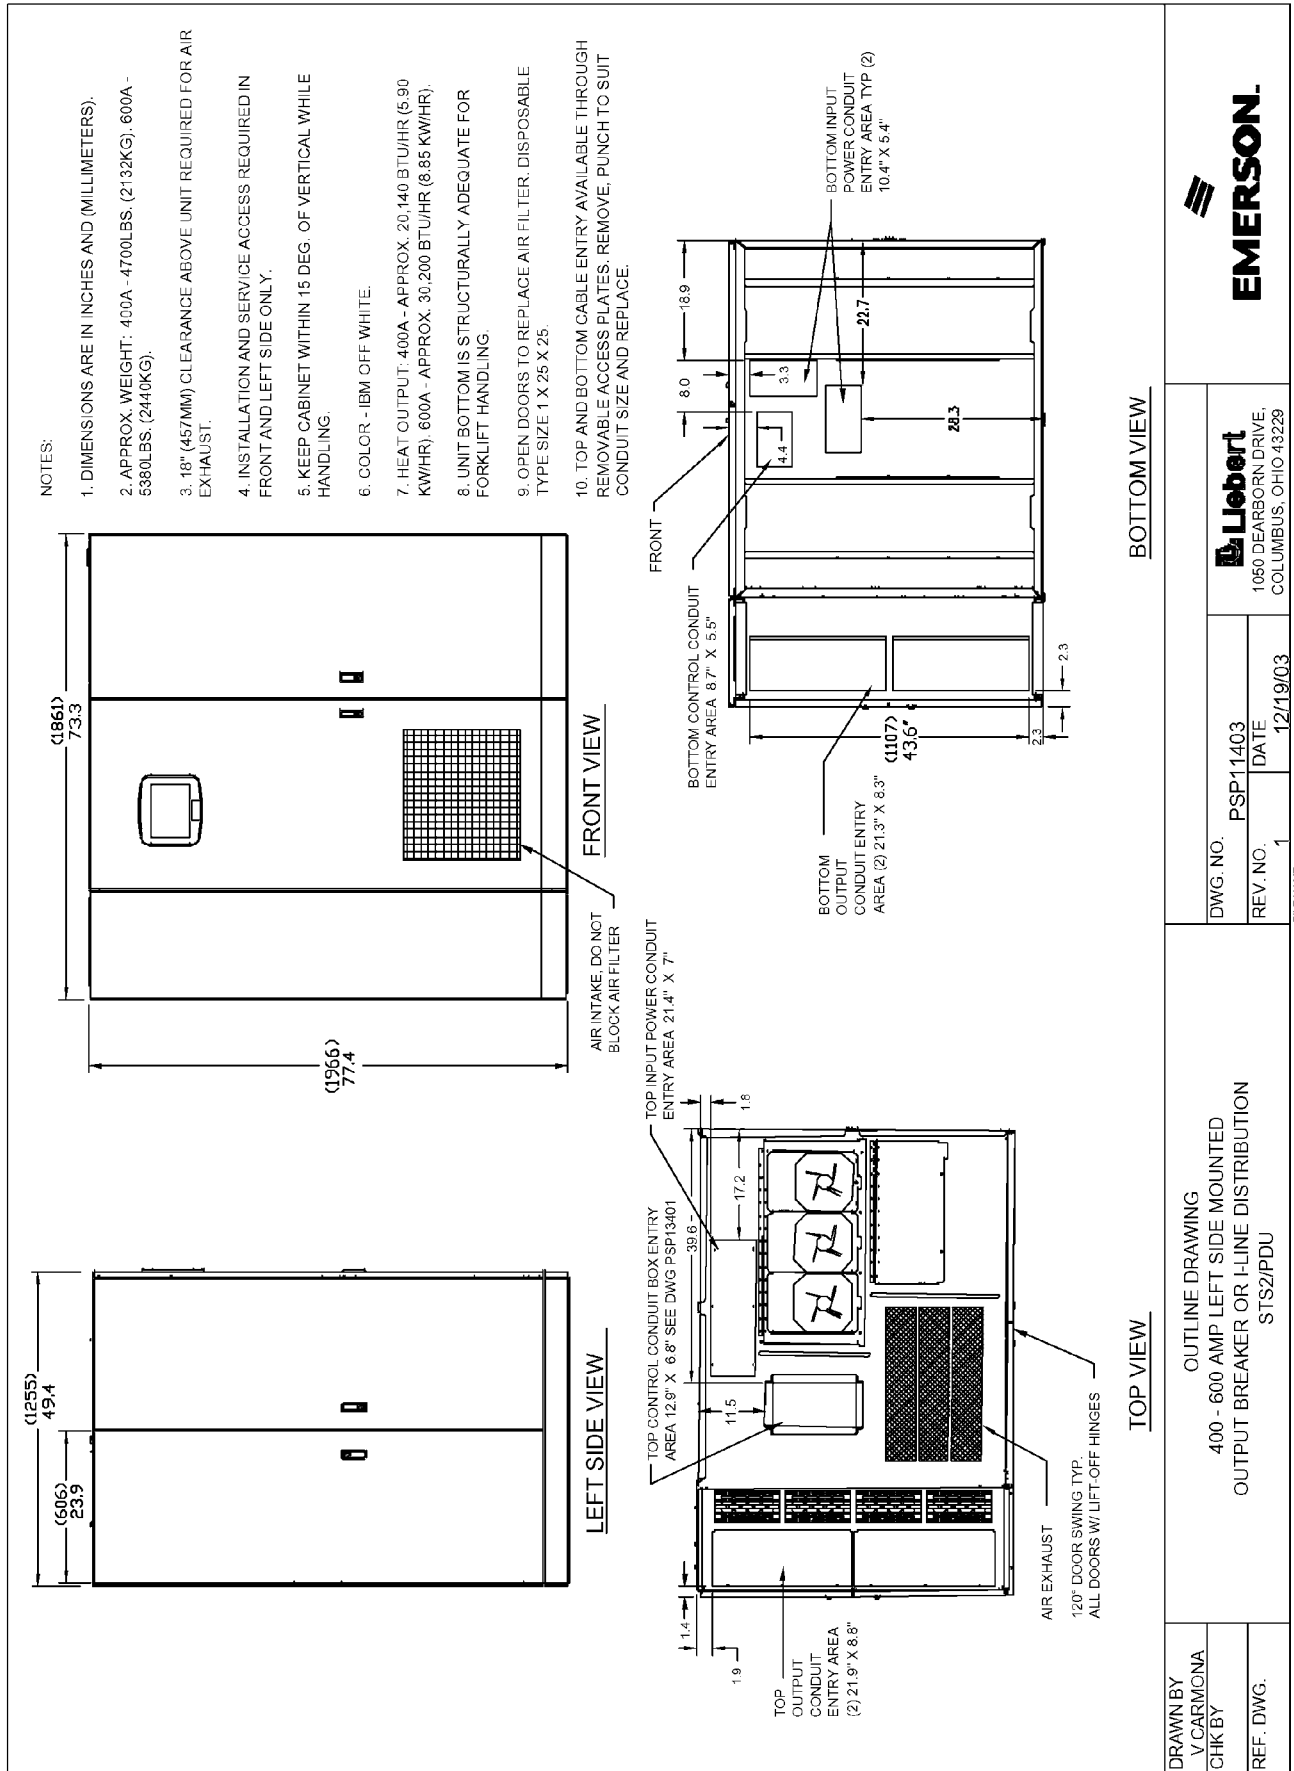 NOTES:
1. DIMENSIONS ARE IN INCHES AND (MILLIMETERS).
2. APPROX. WEIGHT: 400A - 4700LBS. (2132KG). 600A -
5380LBS. (2440KG).
3. 18" (457MM) CLEARANCE ABOVE UNIT REQUIRED FOR AIR
EXHAUST.
4. INSTALLATION AND SERVICE ACCESS REQUIRED IN
FRONT AND LEFT SIDE ONLY.
5. KEEP CABINET WITHIN 15 DEG. OF VERTICAL WHILE
HANDLING.
6. COLOR - IBM OFF WHITE.
7. HEAT OUTPUT: 400A - APPROX. 20,140 BTU/HR (5.90
KW/HR). 600A - APPROX. 30,200 BTU/HR (8.85 KW/HR).
8. UNIT BOTTOM IS STRUCTURALLY ADEQUATE FOR
FORKLIFT HANDLING.
9. OPEN DOORS TO REPLACE AIR FILTER. DISPOSABLE
TYPE SIZE 1 X 25 X 25.
10. TOP AND BOTTOM CABLE ENTRY AVAILABLE THROUGH
REMOVABLE ACCESS PLATES. REMOVE, PUNCH TO SUIT
CONDUIT SIZE AND REPLACE.
(1255)
49.4
(606)
23.9
LEFT SIDE VIEW
(1861)
73.3
(1966)
77.4
FRONT VIEW
AIR INTAKE, DO NOT
BLOCK AIR FILTER
TOP INPUT POWER CONDUIT
ENTRY AREA 21.4" X 7"
TOP CONTROL CONDUIT BOX ENTRY
AREA 12.9" X 6.8" SEE DWG PSP13401
39.6
17.2
1.8
11.5
1.4
1.9
TOP
OUTPUT
CONDUIT
ENTRY AREA
(2) 21.9" X 8.8"
AIR EXHAUST
120° DOOR SWING TYP.
ALL DOORS W/ LIFT-OFF HINGES
TOP VIEW
FRONT
BOTTOM CONTROL CONDUIT
ENTRY AREA 8.7" X 5.5"
8.0
18.9
3.3
4.4
22.7
28.3
BOTTOM INPUT
POWER CONDUIT
ENTRY AREA TYP (2)
10.4" X 5.4"
BOTTOM
OUTPUT
CONDUIT ENTRY
AREA (2) 21.3" X 8.3"
(1107)
43.6"
2.3
2.3
BOTTOM VIEW
DRAWN BY
V CARMONA
CHK BY
REF. DWG.
OUTLINE DRAWING
400 - 600 AMP LEFT SIDE MOUNTED
OUTPUT BREAKER OR I-LINE DISTRIBUTION
STS2/PDU
DWG. NO.
PSP11403
REV. NO.
1
DATE
12/19/03
Liebert
1050 DEARBORN DRIVE,
COLUMBUS, OHIO 43229
EMERSON.